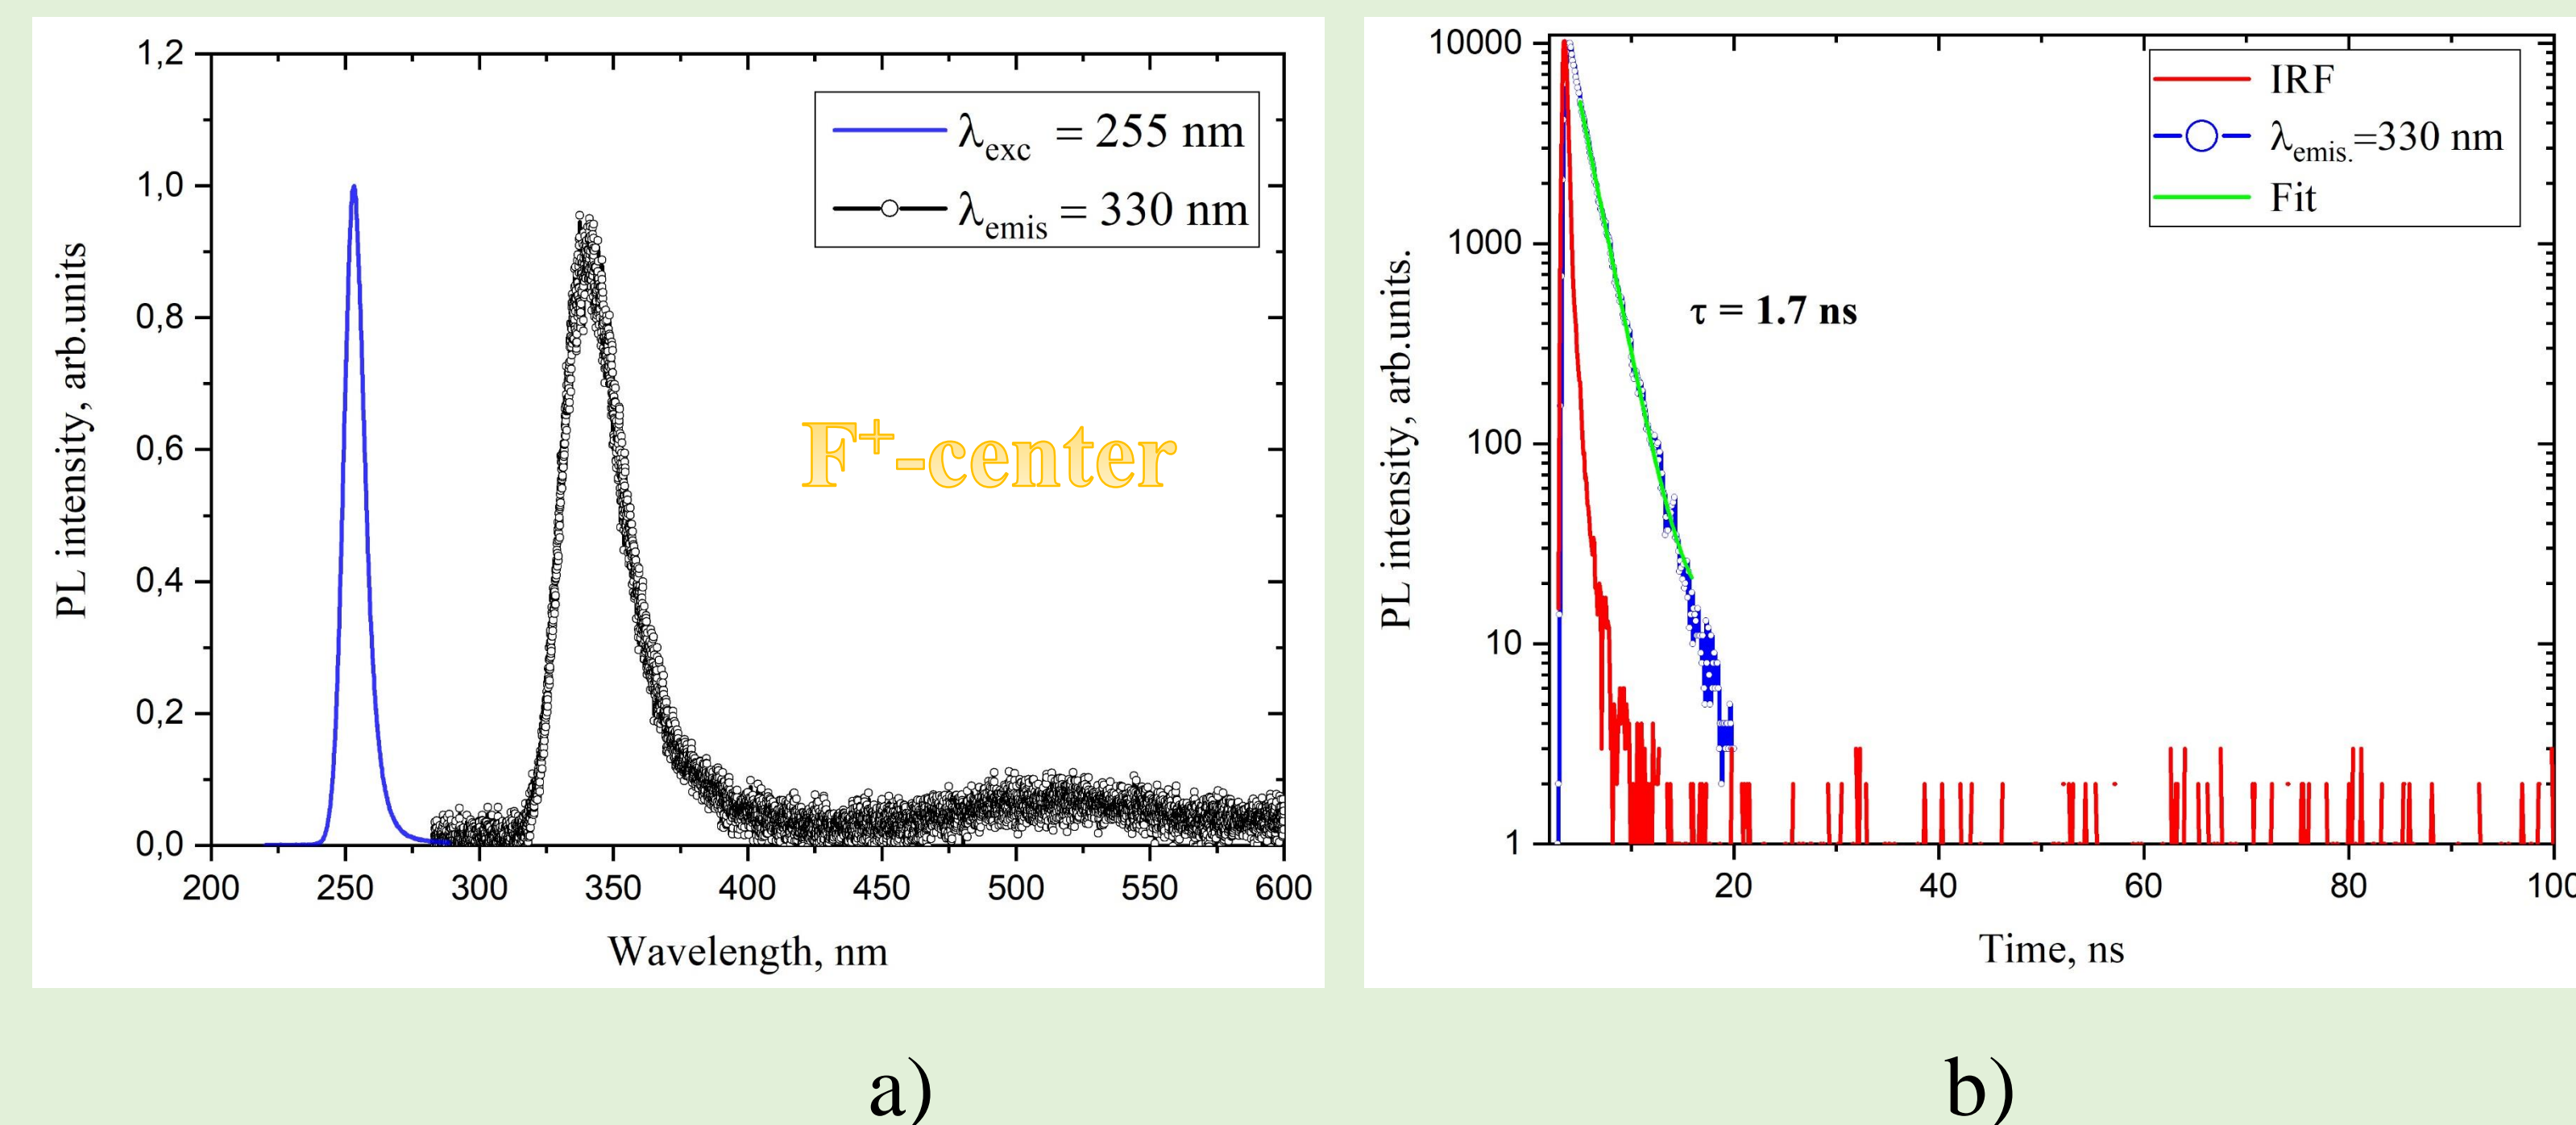 1,2
1,0
0,8
0,6
0,4
0,2
0,0
200 250 300 350 400 450 500 550 600
PL intensity, arb.units
Wavelength, nm
λexc = 255 nm
λemis = 330 nm
F⁺-center
a)
10000
1000
100
10
1
20 40 60 80 100
PL intensity, arb.units.
Time, ns
IRF
λemis.=330 nm
Fit
τ = 1.7 ns
b)